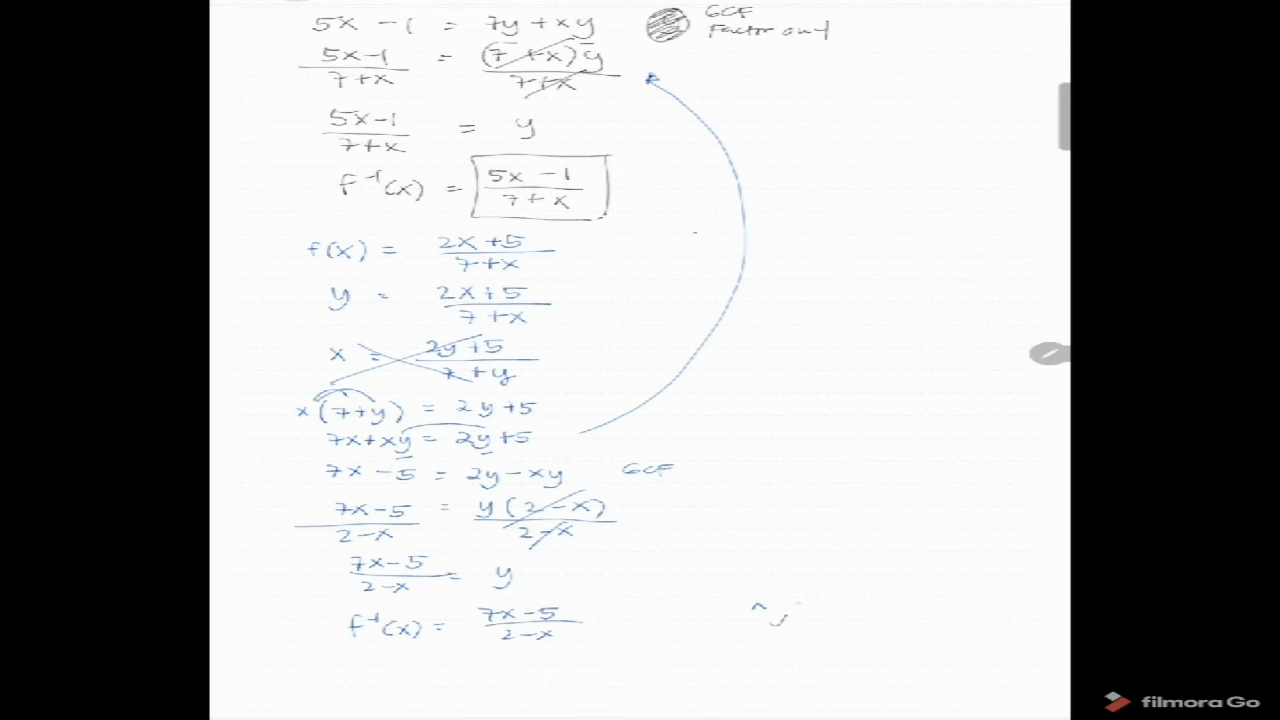 5x - 1 = 7y + xy
GCF
Factor out
5x-1 / 7+x = (7+x)y / 7+x
5x-1 / 7+x = y
f⁻¹(x) = 5x - 1 / 7 + x
f(x) = 2x+5 / 7+x
y = 2x+5 / 7+x
x = 2y+5 / 7+y
x(7+y) = 2y+5
7x+xy = 2y+5
7x - 5 = 2y - xy GCF
7x-5 / 2-x = y(2-x) / 2-x
7x-5 / 2-x = y
f⁻¹(x) = 7x-5 / 2-x
filmora Go